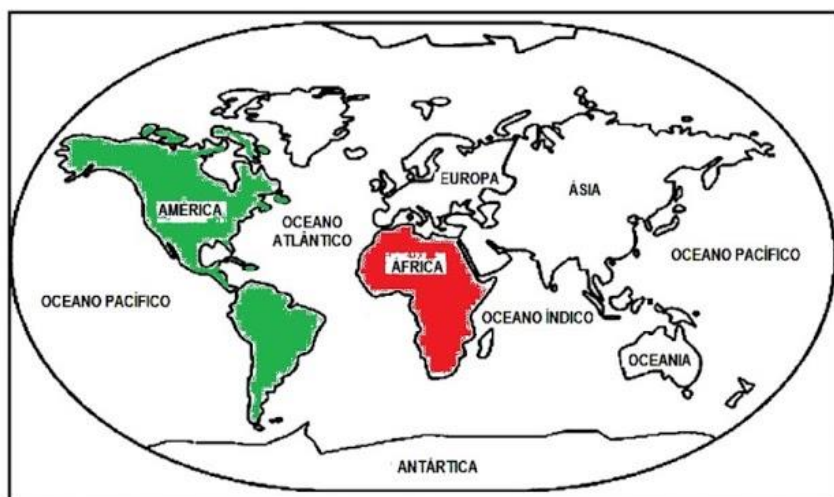 EUROPA
ÁSIA
AMÉRICA
OCEANO
ATLÂNTICO
OCEANO PACÍFICO
ÁFRICA
OCEANO PACÍFICO
OCEANO ÍNDICO
OCEANIA
ANTÁRTICA